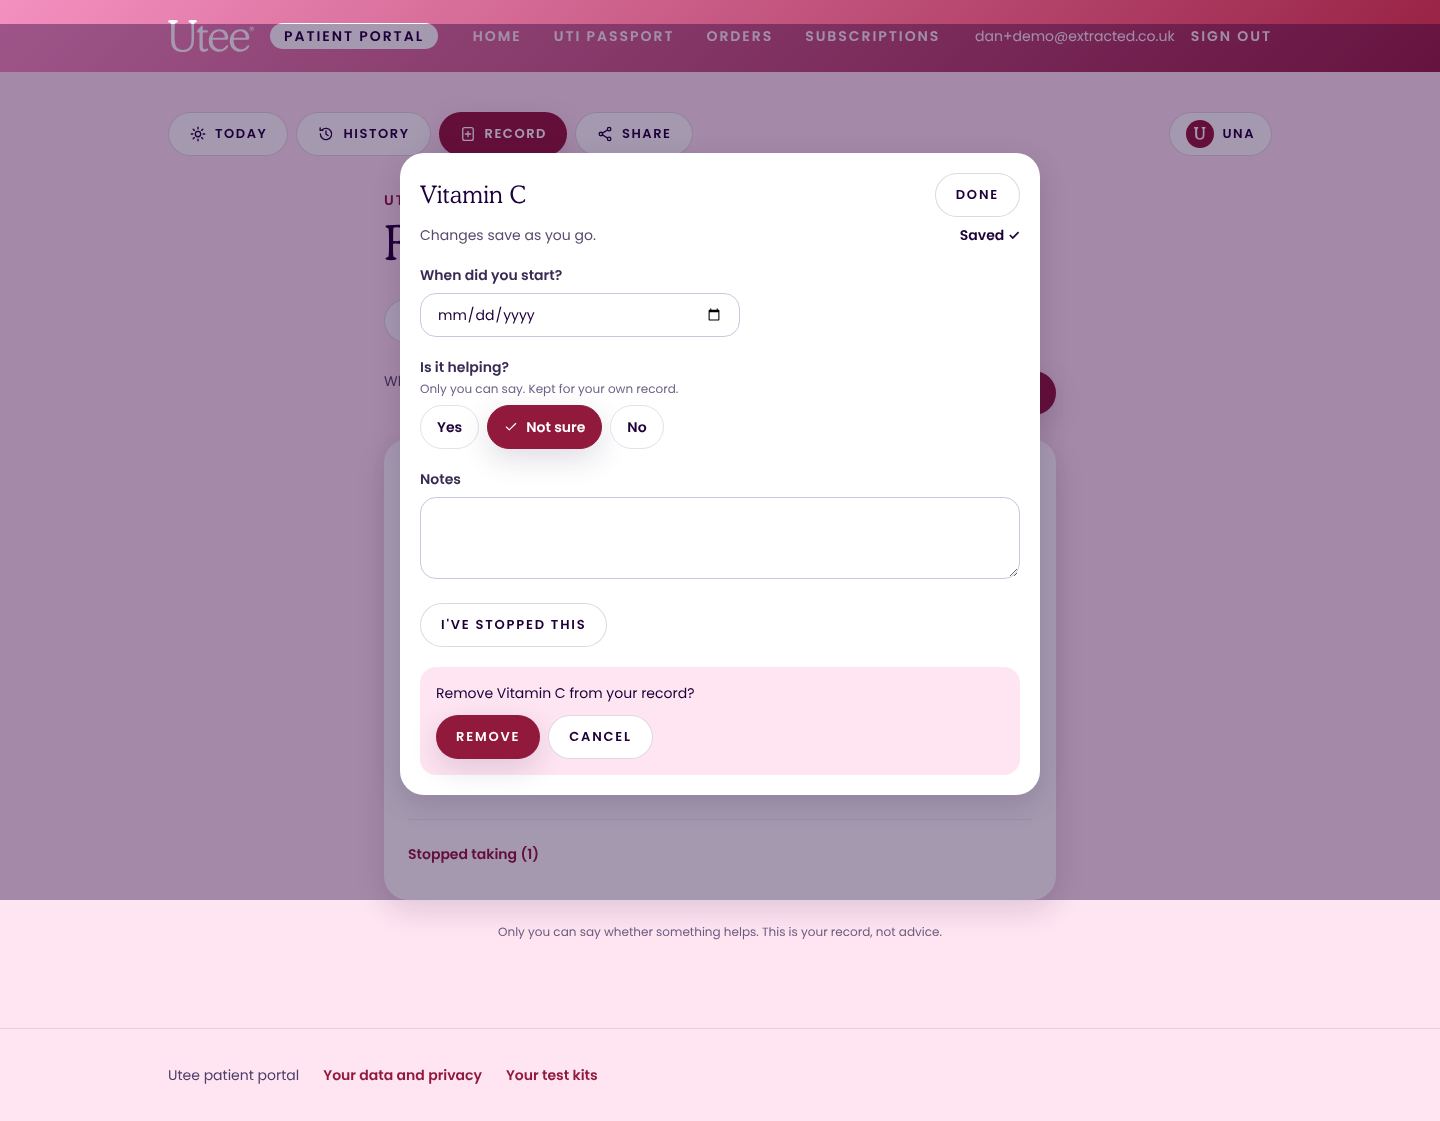 Utee
PATIENT PORTAL
HOME
UTI PASSPORT
ORDERS
SUBSCRIPTIONS
dan+demo@extracted.co.uk
SIGN OUT
TODAY
HISTORY
RECORD
SHARE
U
UNA
Vitamin C
DONE
Changes save as you go.
Saved ✓
When did you start?
mm/dd/yyyy
Is it helping?
Only you can say. Kept for your own record.
Yes
✓ Not sure
No
Notes
I'VE STOPPED THIS
Remove Vitamin C from your record?
REMOVE
CANCEL
Stopped taking (1)
Only you can say whether something helps. This is your record, not advice.
Utee patient portal
Your data and privacy
Your test kits